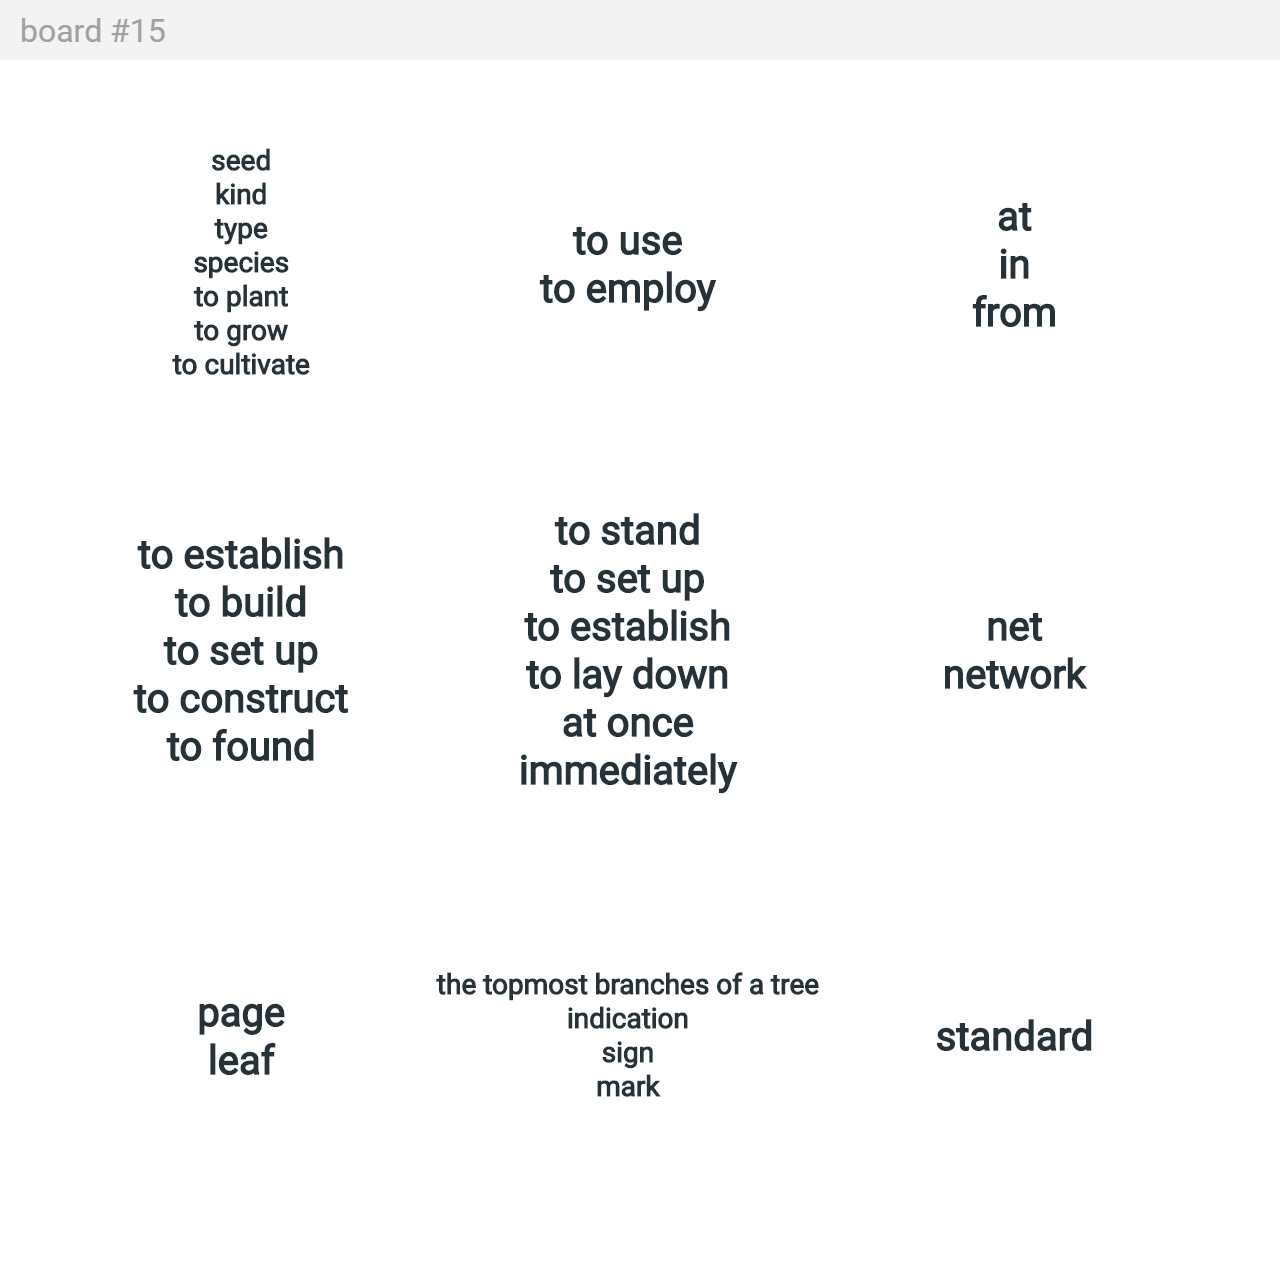 board #15
seed
kind
type
species
to plant
to grow
to cultivate
to use
to employ
at
in
from
to establish
to build
to set up
to construct
to found
to stand
to set up
to establish
to lay down
at once
immediately
net
network
page
leaf
the topmost branches of a tree
indication
sign
mark
standard